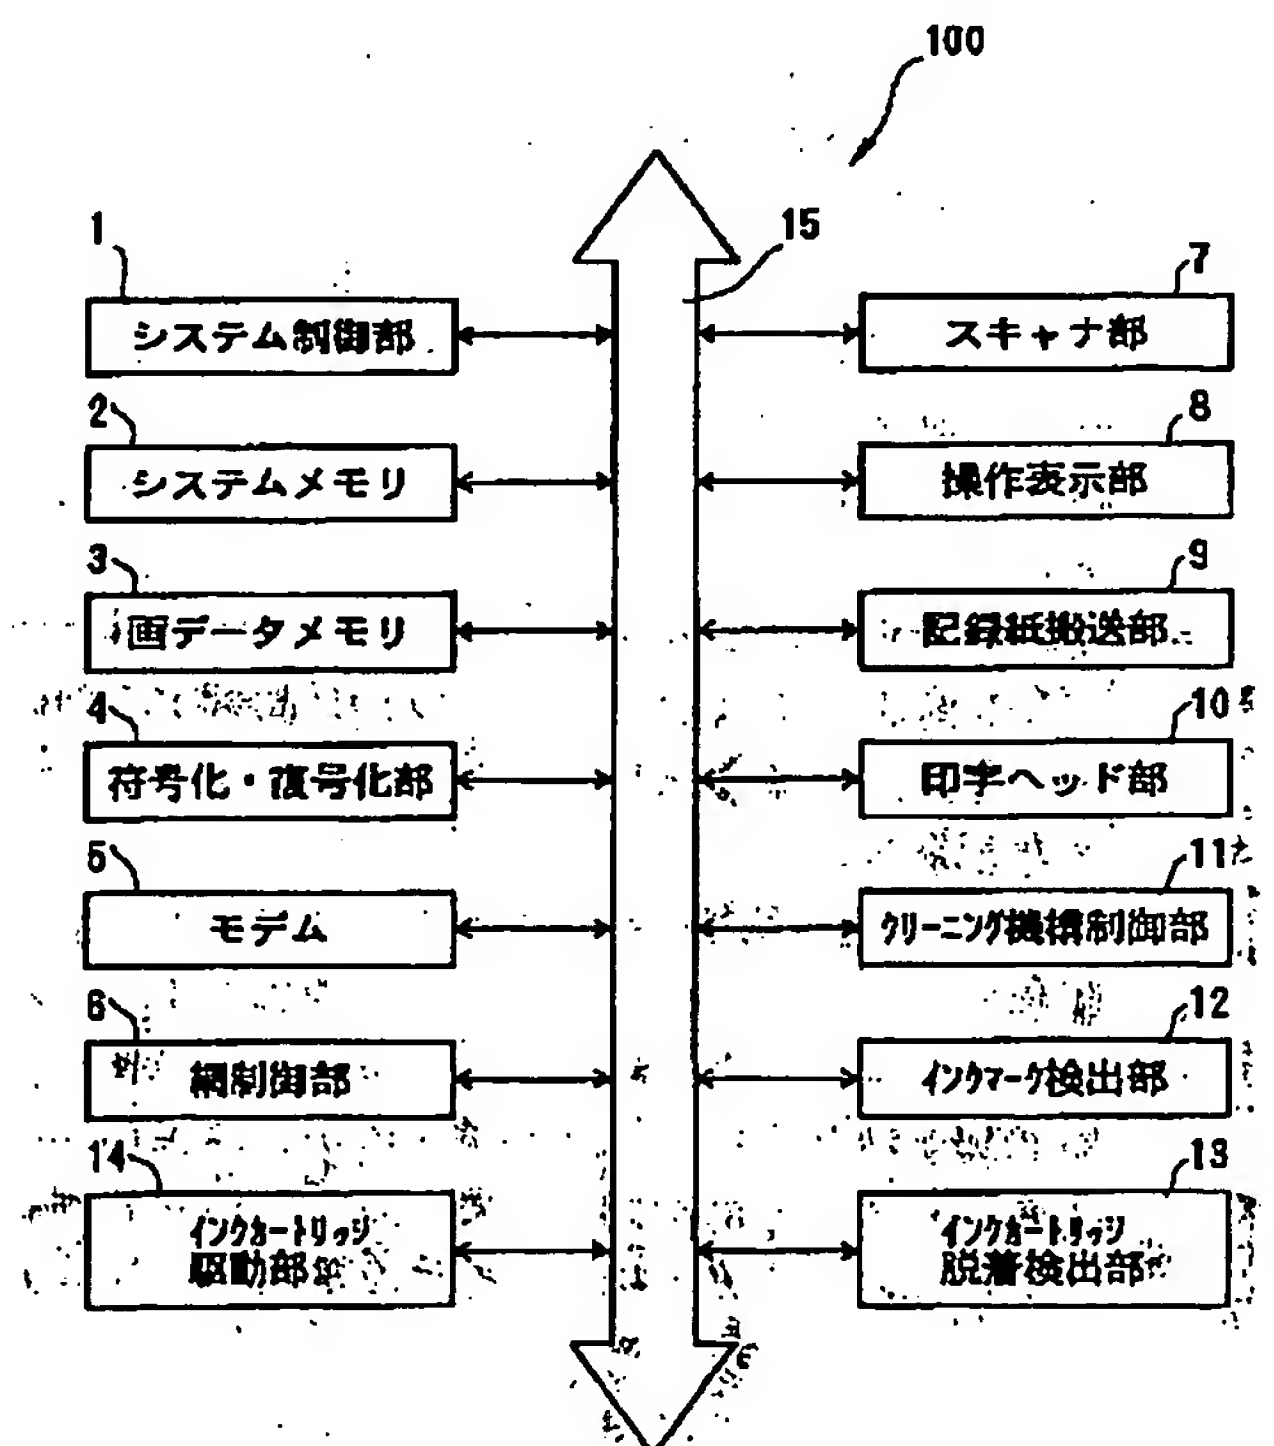 100
15
1
システム制御部
7
スキャナ部
2
システムメモリ
8
操作表示部
3
画データメモリ
9
記録紙搬送部
4
符号化・復号化部
10
印字ヘッド部
5
モデム
11
クリーニング機構制御部
6
網制御部
12
インクマーク検出部
14
インクカートリッジ
駆動部
13
インクカートリッジ
脱着検出部